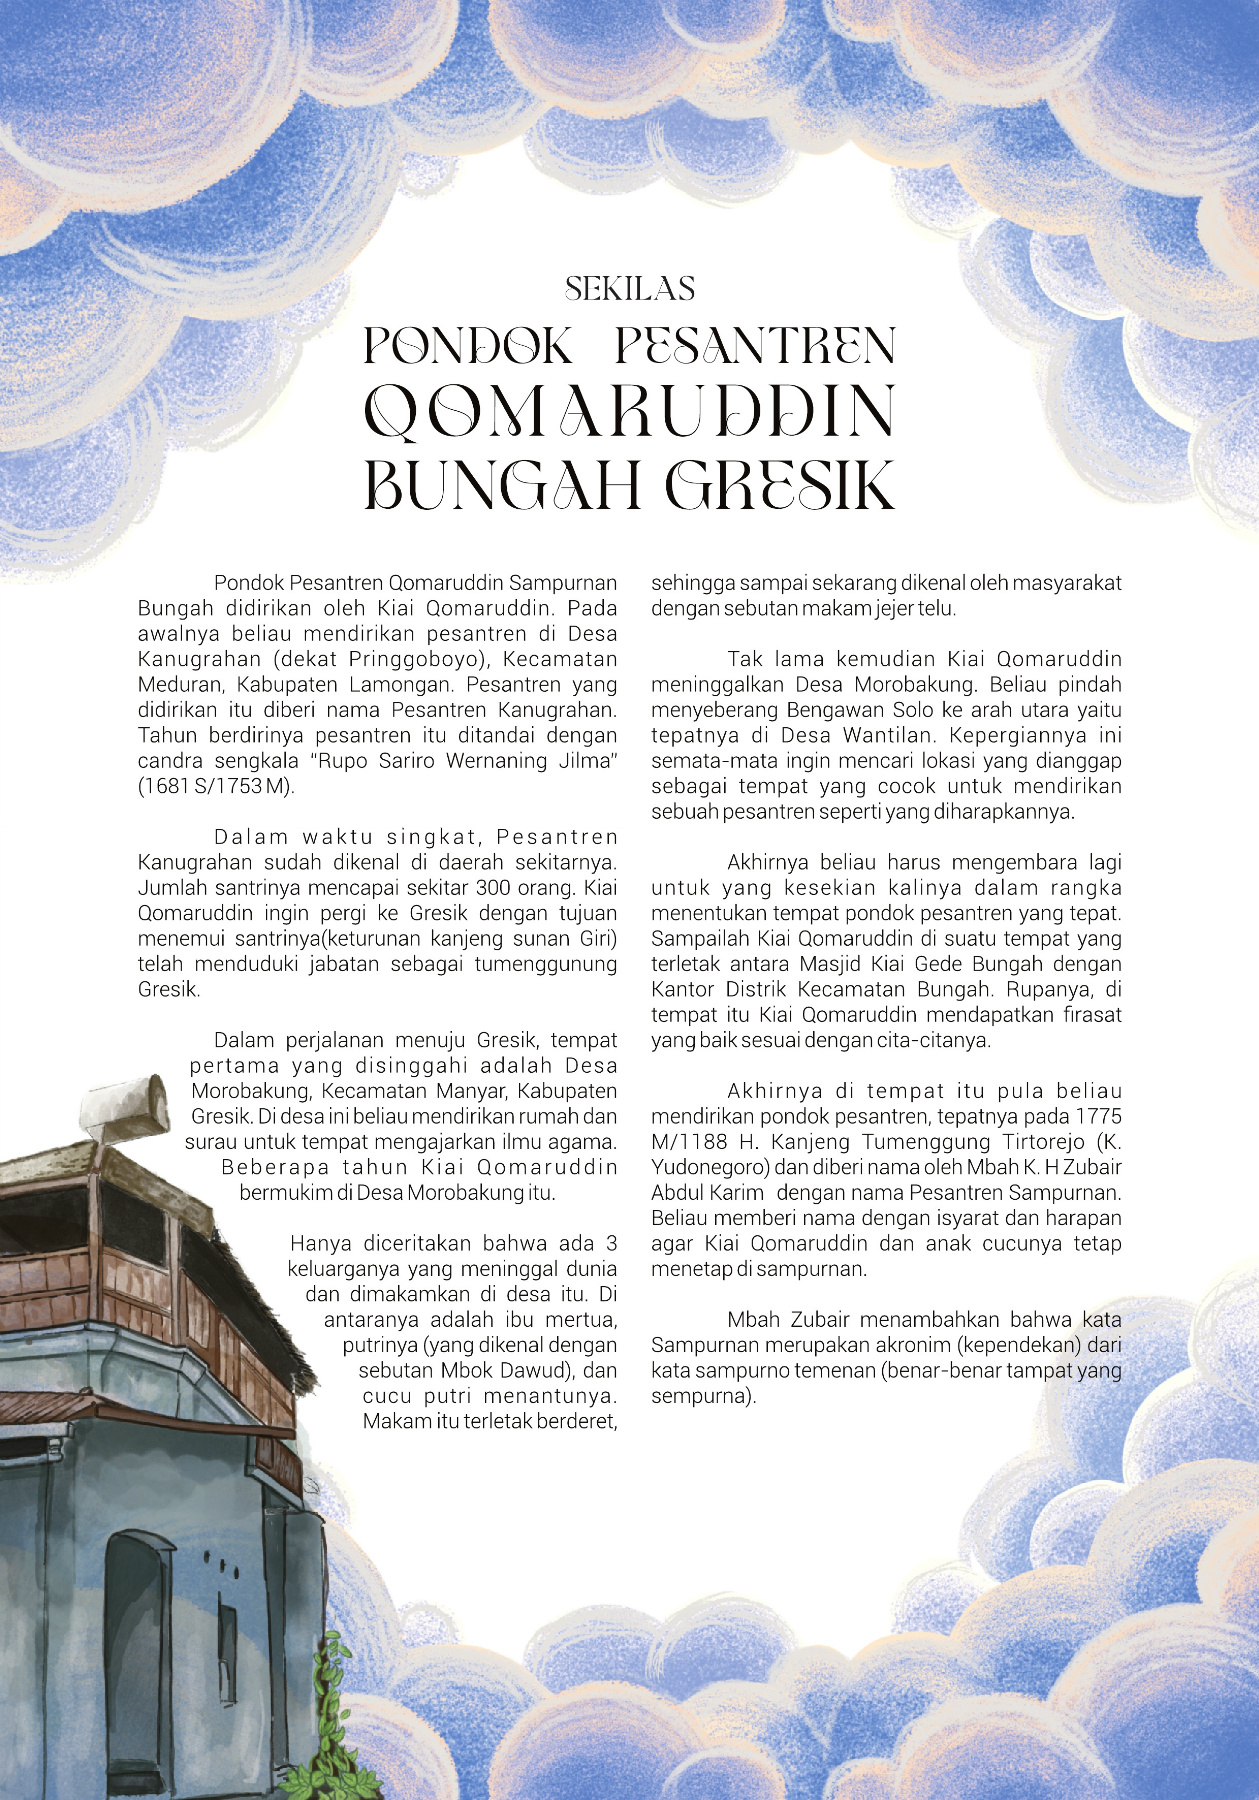 SEKILAS
PONDOK PESANTREN
QOMARUDDIN
BUNGAH GRESIK
Pondok Pesantren Qomaruddin Sampurnan
Bungah didirikan oleh Kiai Qomaruddin. Pada
awalnya beliau mendirikan pesantren di Desa
Kanugrahan (dekat Pringgoboyo), Kecamatan
Meduran, Kabupaten Lamongan. Pesantren yang
didirikan itu diberi nama Pesantren Kanugrahan.
Tahun berdirinya pesantren itu ditandai dengan
candra sengkala “Rupo Sariro Wernaning Jilma”
(1681 S/1753 M).
Dalam waktu singkat, Pesantren
Kanugrahan sudah dikenal di daerah sekitarnya.
Jumlah santrinya mencapai sekitar 300 orang. Kiai
Qomaruddin ingin pergi ke Gresik dengan tujuan
menemui santrinya(keturunan kanjeng sunan Giri)
telah menduduki jabatan sebagai tumenggunung
Gresik.
Dalam perjalanan menuju Gresik, tempat
pertama yang disinggahi adalah Desa
Morobakung, Kecamatan Manyar, Kabupaten
Gresik. Di desa ini beliau mendirikan rumah dan
surau untuk tempat mengajarkan ilmu agama.
Beberapa tahun Kiai Qomaruddin
bermukim di Desa Morobakung itu.
Hanya diceritakan bahwa ada 3
keluarganya yang meninggal dunia
dan dimakamkan di desa itu. Di
antaranya adalah ibu mertua,
putrinya (yang dikenal dengan
sebutan Mbok Dawud), dan
cucu putri menantunya.
Makam itu terletak berderet,
sehingga sampai sekarang dikenal oleh masyarakat
dengan sebutan makam jejer telu.
Tak lama kemudian Kiai Qomaruddin
meninggalkan Desa Morobakung. Beliau pindah
menyeberang Bengawan Solo ke arah utara yaitu
tepatnya di Desa Wantilan. Kepergiannya ini
semata-mata ingin mencari lokasi yang dianggap
sebagai tempat yang cocok untuk mendirikan
sebuah pesantren seperti yang diharapkannya.
Akhirnya beliau harus mengembara lagi
untuk yang kesekian kalinya dalam rangka
menentukan tempat pondok pesantren yang tepat.
Sampailah Kiai Qomaruddin di suatu tempat yang
terletak antara Masjid Kiai Gede Bungah dengan
Kantor Distrik Kecamatan Bungah. Rupanya, di
tempat itu Kiai Qomaruddin mendapatkan firasat
yang baik sesuai dengan cita-citanya.
Akhirnya di tempat itu pula beliau
mendirikan pondok pesantren, tepatnya pada 1775
M/1188 H. Kanjeng Tumenggung Tirtorejo (K.
Yudonegoro) dan diberi nama oleh Mbah K. H Zubair
Abdul Karim dengan nama Pesantren Sampurnan.
Beliau memberi nama dengan isyarat dan harapan
agar Kiai Qomaruddin dan anak cucunya tetap
menetap di sampurnan.
Mbah Zubair menambahkan bahwa kata
Sampurnan merupakan akronim (kependekan) dari
kata sampurno temenan (benar-benar tampat yang
sempurna).